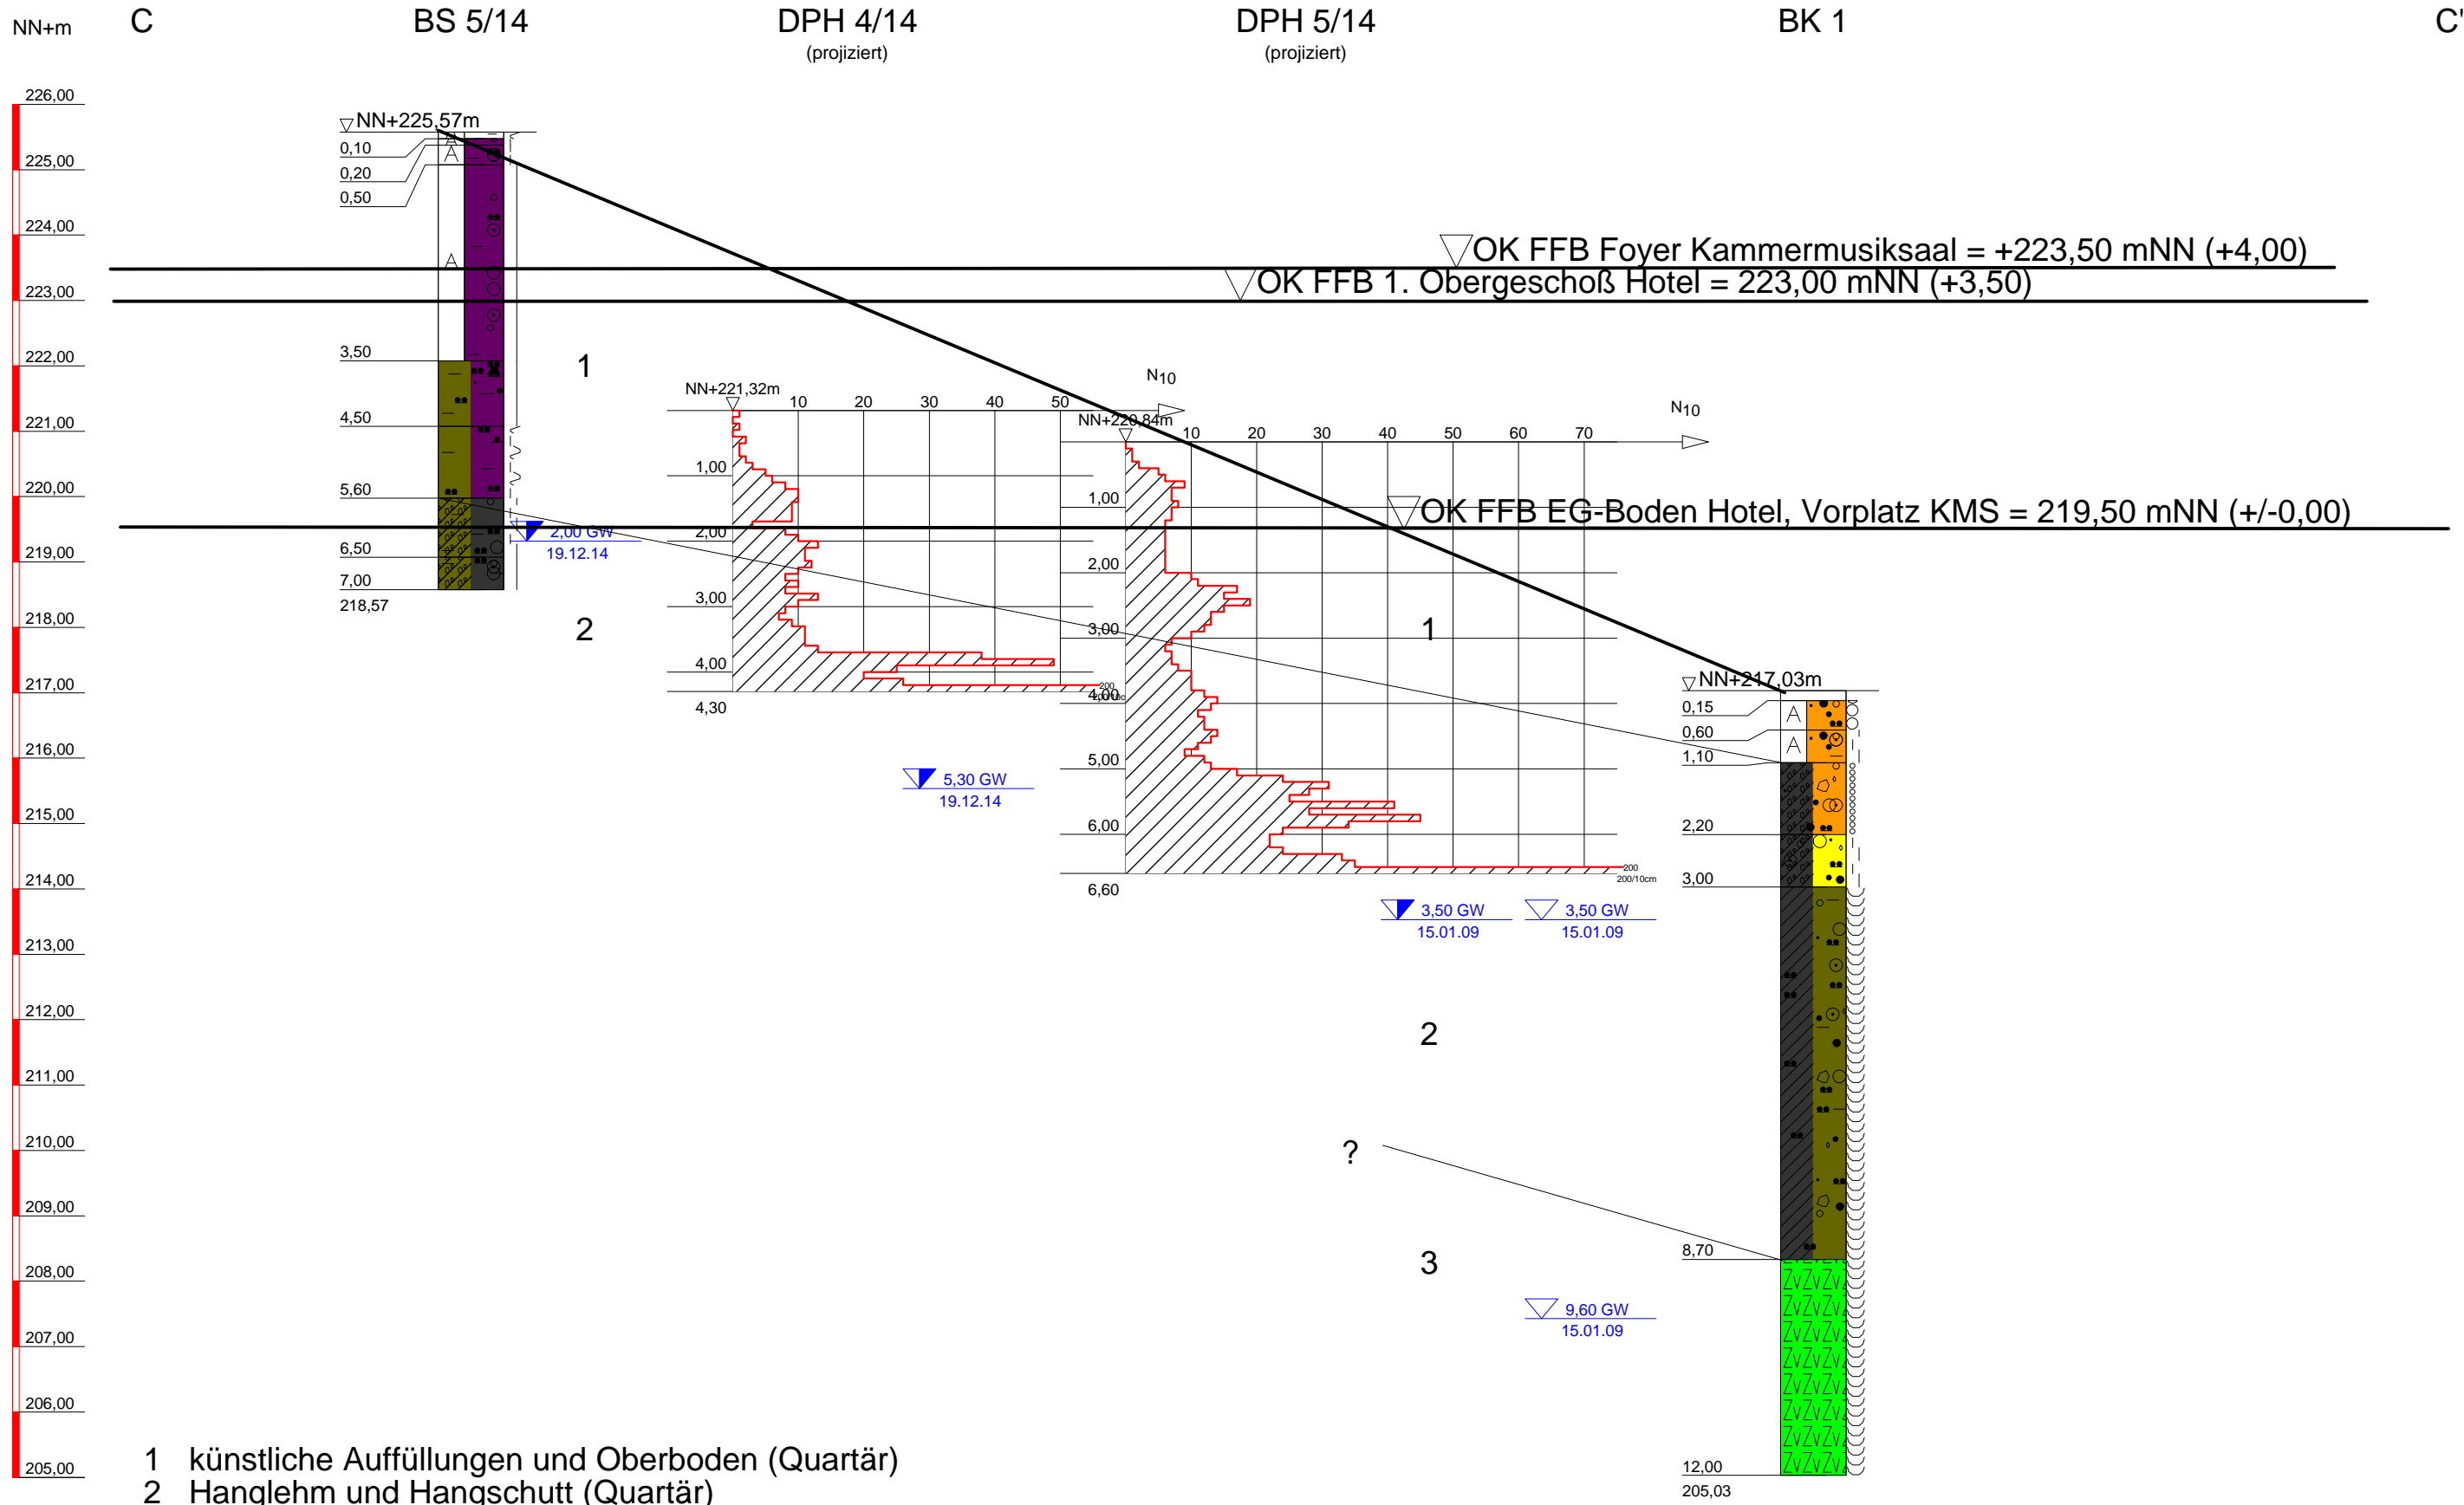 NN+m
C
BS 5/14
DPH 4/14
(projiziert)
DPH 5/14
(projiziert)
BK 1
C'
226,00
225,00
224,00
223,00
222,00
221,00
220,00
219,00
218,00
217,00
216,00
215,00
214,00
213,00
212,00
211,00
210,00
209,00
208,00
207,00
206,00
205,00
NN+225,57m
0,10
0,20
0,50
3,50
4,50
5,60
6,50
7,00
218,57
A
A
A
2,00 GW
19.12.14
OK FFB Foyer Kammermusiksaal = +223,50 mNN (+4,00)
OK FFB 1. Obergeschoß Hotel = 223,00 mNN (+3,50)
OK FFB EG-Boden Hotel, Vorplatz KMS = 219,50 mNN (+/-0,00)
1
2
NN+221,32m
10 20 30 40 50
N10
1,00
2,00
3,00
4,00
4,30
200
200/10c
5,30 GW
19.12.14
NN+220,84m
10 20 30 40 50 60 70
N10
1,00
2,00
3,00
4,00
5,00
6,00
6,60
200
200/10cm
1
2
?
3
3,50 GW
15.01.09
3,50 GW
15.01.09
9,60 GW
15.01.09
NN+217,03m
0,15
0,60
1,10
2,20
3,00
8,70
12,00
205,03
A
A
1 künstliche Auffüllungen und Oberboden (Quartär)
2 Hanglehm und Hangschutt (Quartär)